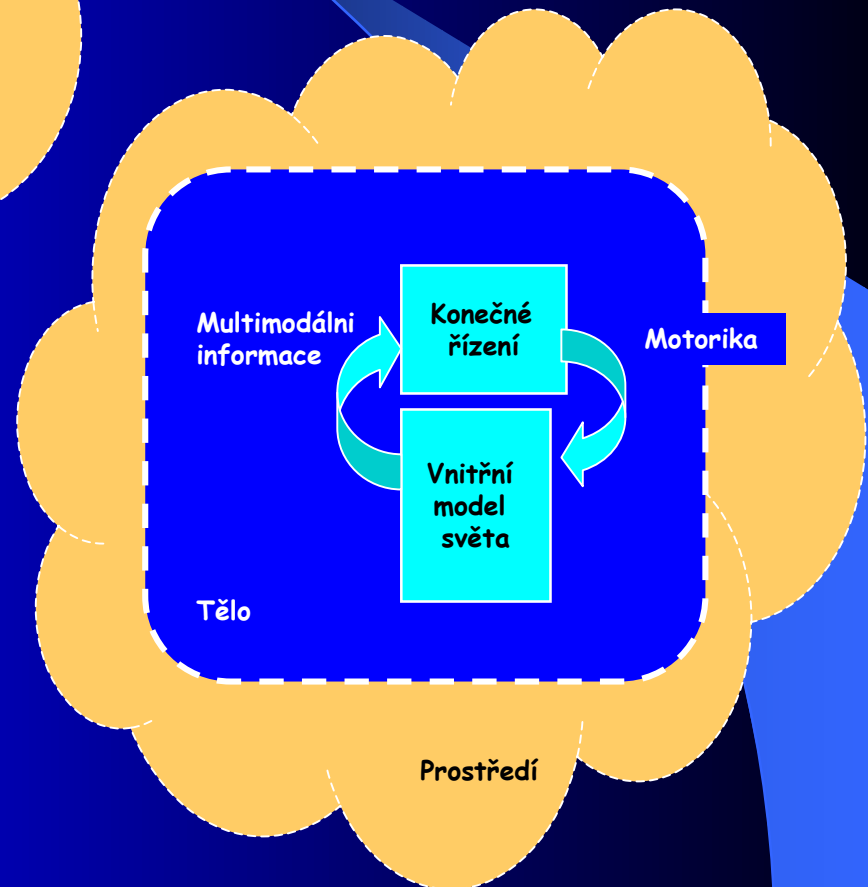 Multimodálni
informace
Konečné
řízení
Motorika
Vnitřní
model
světa
Tělo
Prostředí